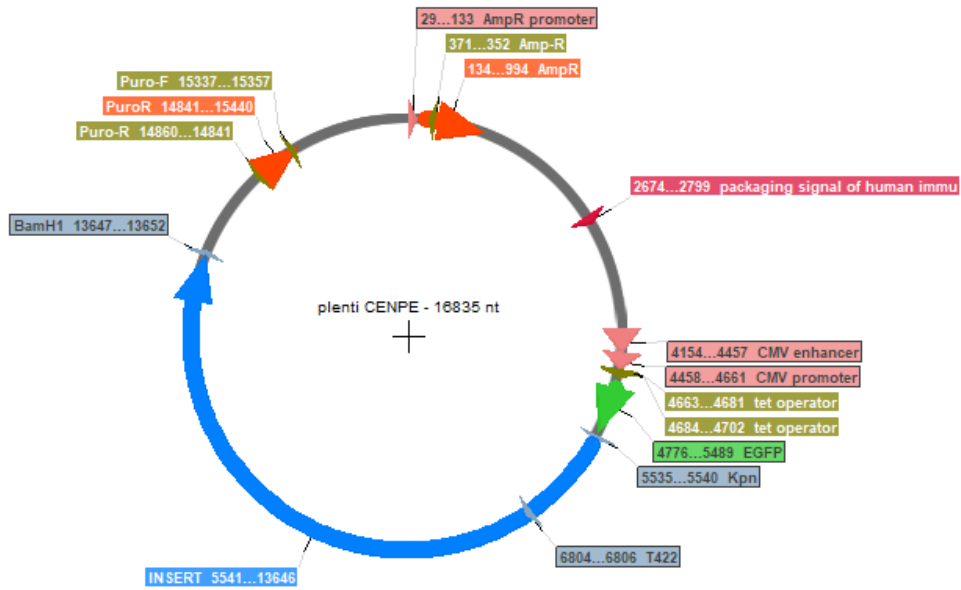 29...133 AmpR promoter
371...352 Amp-R
134...994 AmpR
Puro-F 15337...15357
PuroR 14841...15440
Puro-R 14860...14841
2674...2799 packaging signal of human immu
BamH1 13647...13652
plenti CENPE - 16835 nt
4154...4457 CMV enhancer
4458...4661 CMV promoter
4663...4681 tet operator
4684...4702 tet operator
4776...5489 EGFP
5535...5540 Kpn
6804...6806 T422
INSERT 5541...13646